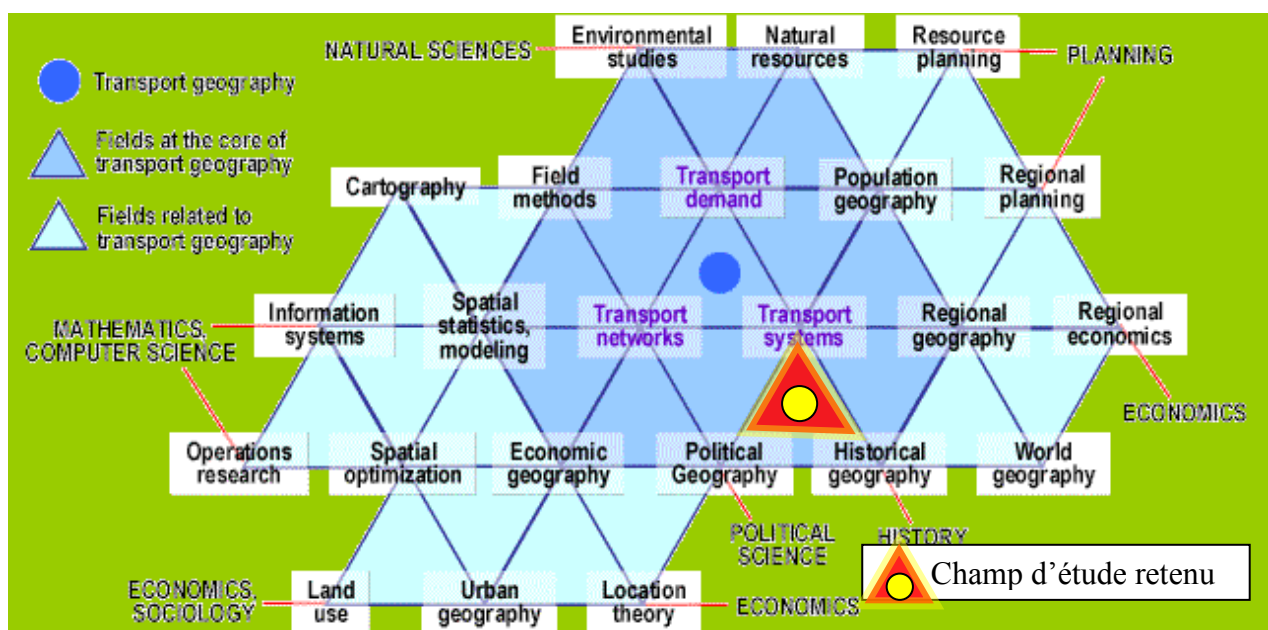 NATURAL SCIENCES
Environmental
studies
Natural
resources
Resource
planning
PLANNING
Transport geography
Fields at the core of
transport geography
Fields related to
transport geography
Cartography
Field
methods
Transport
demand
Population
geography
Regional
planning
MATHEMATICS,
COMPUTER SCIENCE
Information
systems
Spatial
statistics,
modeling
Transport
networks
Transport
systems
Regional
geography
Regional
economics
ECONOMICS
Operations
research
Spatial
optimization
Economic
geography
Political
Geography
Historical
geography
World
geography
POLITICAL
SCIENCE
HISTORY
Champ d’étude retenu
ECONOMICS,
SOCIOLOGY
Land
use
Urban
geography
Location
theory
ECONOMICS